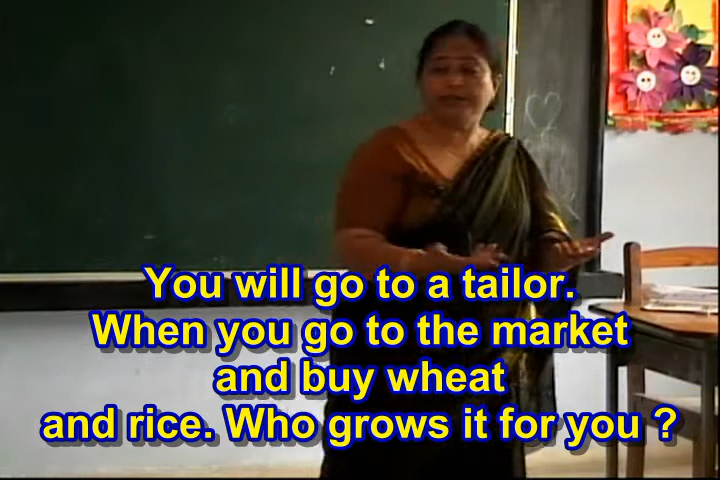 You will go to a tailor.
When you go to the market
and buy wheat
and rice. Who grows it for you ?